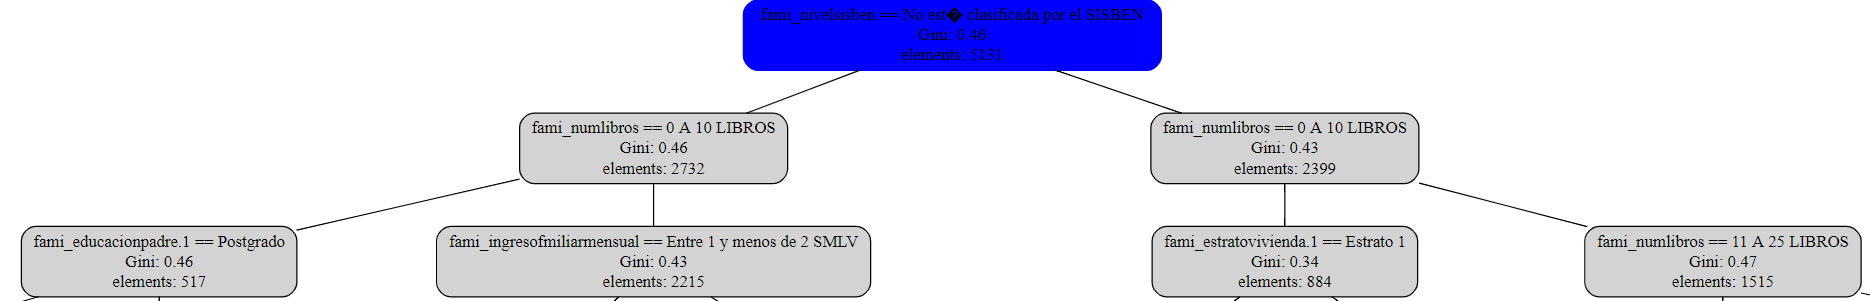 fami_nivelsisben == No est� clasificada por el SISBEN
Gini: 0.46
elements: 5131
fami_numlibros == 0 A 10 LIBROS
Gini: 0.46
elements: 2732
fami_numlibros == 0 A 10 LIBROS
Gini: 0.43
elements: 2399
fami_educacionpadre.1 == Postgrado
Gini: 0.46
elements: 517
fami_ingresofmiliarmensual == Entre 1 y menos de 2 SMLV
Gini: 0.43
elements: 2215
fami_estratovivienda.1 == Estrato 1
Gini: 0.34
elements: 884
fami_numlibros == 11 A 25 LIBROS
Gini: 0.47
elements: 1515